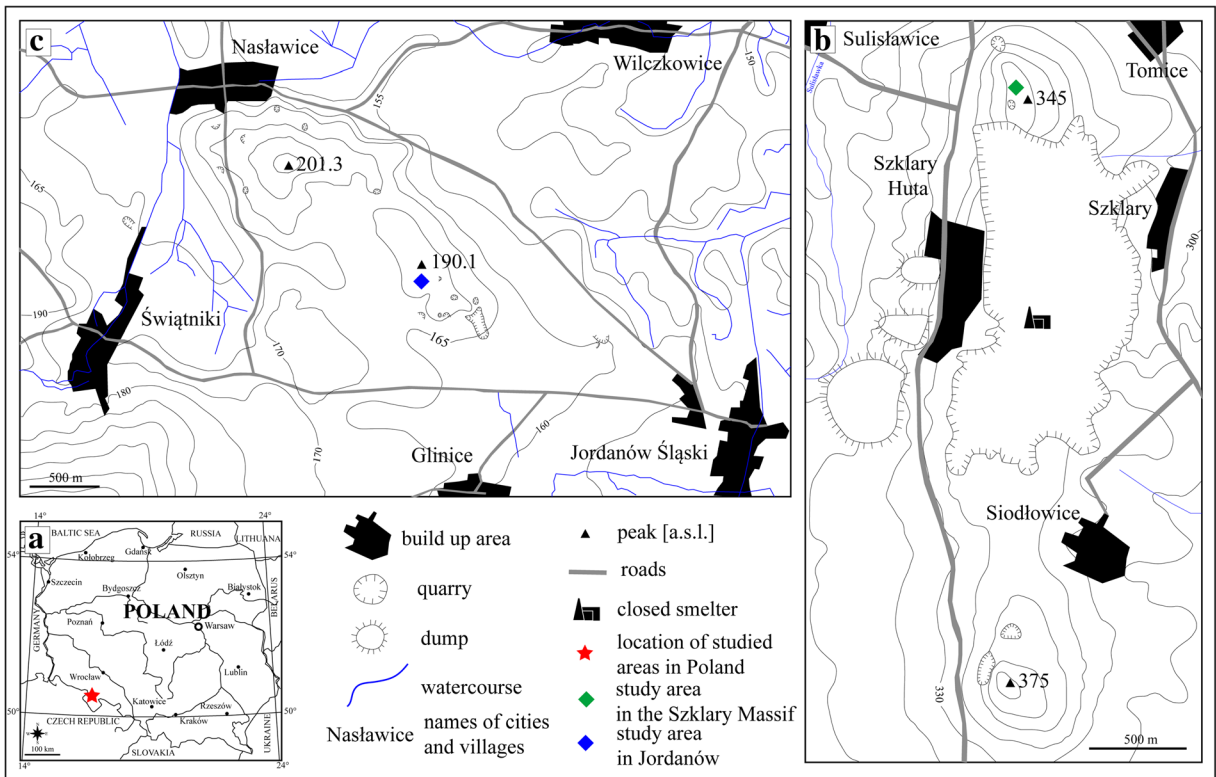 c
Nasławice
Wilczkowice
155
150
201.3
165
190.1
190
Świątniki
165
170
180
160
170
Glinice
Jordanów Śląski
500 m
b
Sulisławice
Sulisławka
Tomice
345
Szklary
Huta
Szklary
300
Siodłowice
330
375
500 m
14°
24°
a
BALTIC SEA
RUSSIA
LITHUANIA
54°
54°
Kołobrzeg
Gdańsk
Olsztyn
Szczecin
Bydgoszcz
Białystok
BELARUS
POLAND
GERMANY
Poznań
Warsaw
Łódź
Lublin
Wrocław
Katowice
Rzeszów
50°
50°
CZECH REPUBLIC
Kraków
UKRAINE
N
W
E
S
100 km
SLOVAKIA
14°
24°
build up area
quarry
dump
watercourse
Nasławice
names of cities
and villages
peak [a.s.l.]
roads
closed smelter
location of studied
areas in Poland
study area
in the Szklary Massif
study area
in Jordanów